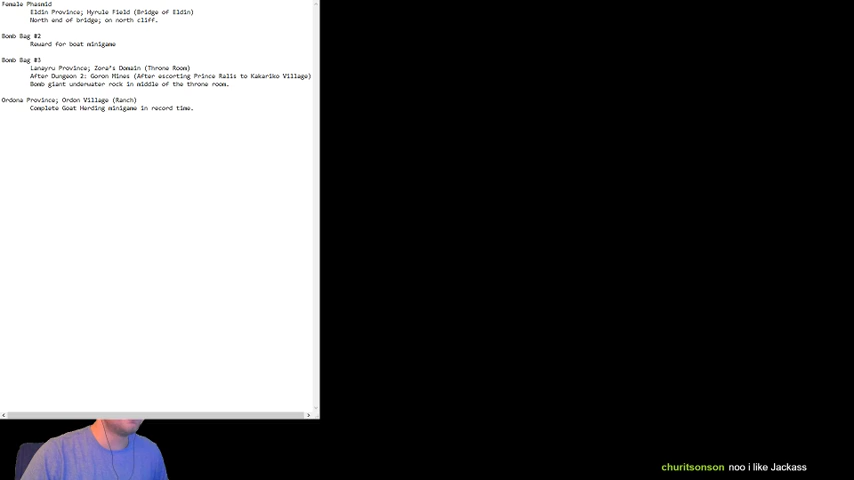 Female Phasmid
Eldin Province; Hyrule Field (Bridge of Eldin)
North end of bridge; on north cliff.
Bomb Bag #2
Reward for boat minigame
Bomb Bag #3
Lanayru Province; Zora's Domain (Throne Room)
After Dungeon 2: Goron Mines (After escorting Prince Ralis to Kakariko Village)
Bomb giant underwater rock in middle of the throne room.
Ordona Province; Ordon Village (Ranch)
Complete Goat Herding minigame in record time.
churitsonson noo i like Jackass